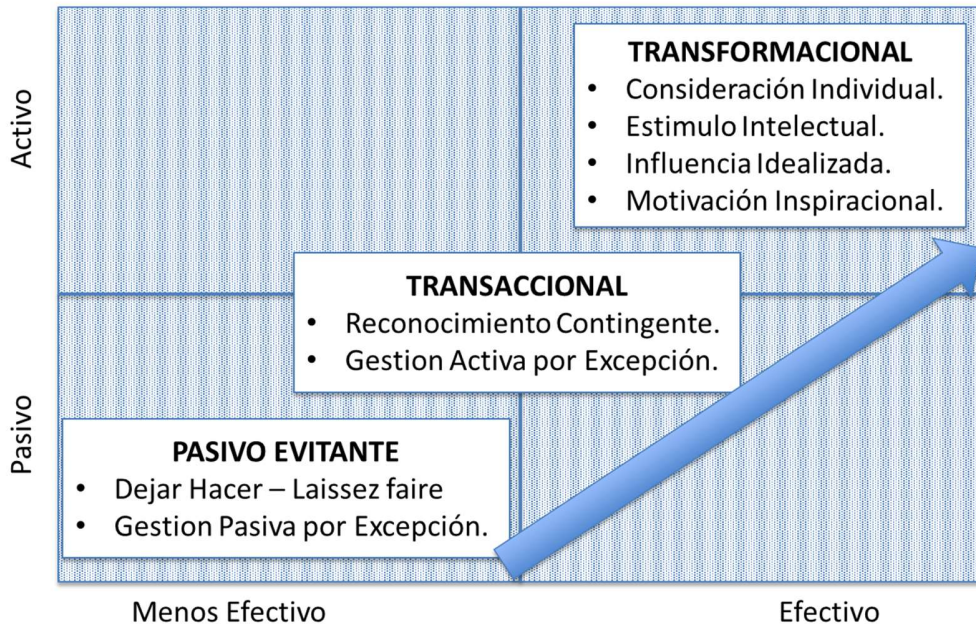 Activo
TRANSFORMACIONAL
• Consideración Individual.
• Estimulo Intelectual.
• Influencia Idealizada.
• Motivación Inspiracional.
TRANSACCIONAL
• Reconocimiento Contingente.
• Gestion Activa por Excepción.
Pasivo
PASIVO EVITANTE
• Dejar Hacer – Laissez faire
• Gestion Pasiva por Excepción.
Menos Efectivo
Efectivo